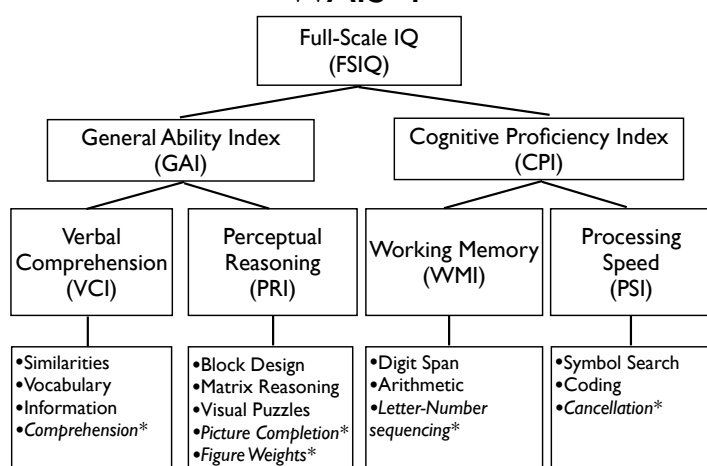 Full-Scale IQ
(FSIQ)
General Ability Index
(GAI)
Cognitive Proficiency Index
(CPI)
Verbal
Comprehension
(VCI)
Perceptual
Reasoning
(PRI)
Working Memory
(WMI)
Processing
Speed
(PSI)
•Similarities
•Vocabulary
•Information
•Comprehension*
•Block Design
•Matrix Reasoning
•Visual Puzzles
•Picture Completion*
•Figure Weights*
•Digit Span
•Arithmetic
•Letter-Number
sequencing*
•Symbol Search
•Coding
•Cancellation*